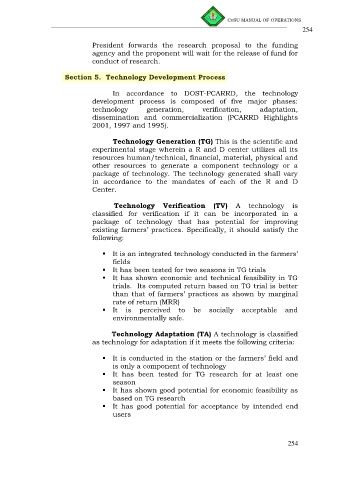 CvSU MANUAL OF OPERATIONS
254
President forwards the research proposal to the funding
agency and the proponent will wait for the release of fund for
conduct of research.
Section 5. Technology Development Process
In accordance to DOST-PCARRD, the technology
development process is composed of five major phases:
technology generation, verification, adaptation,
dissemination and commercialization (PCARRD Highlights
2001, 1997 and 1995).
Technology Generation (TG) This is the scientific and
experimental stage wherein a R and D center utilizes all its
resources human/technical, financial, material, physical and
other resources to generate a component technology or a
package of technology. The technology generated shall vary
in accordance to the mandates of each of the R and D
Center.
Technology Verification (TV) A technology is
classified for verification if it can be incorporated in a
package of technology that has potential for improving
existing farmers' practices. Specifically, it should satisfy the
following:
▪ It is an integrated technology conducted in the farmers'
fields
▪ It has been tested for two seasons in TG trials
▪ It has shown economic and technical feasibility in TG
trials. Its computed return based on TG trial is better
than that of farmers' practices as shown by marginal
rate of return (MRR)
▪ It is perceived to be socially acceptable and
environmentally safe.
Technology Adaptation (TA) A technology is classified
as technology for adaptation if it meets the following criteria:
▪ It is conducted in the station or the farmers' field and
is only a component of technology
▪ It has been tested for TG research for at least one
season
▪ It has shown good potential for economic feasibility as
based on TG research
▪ It has good potential for acceptance by intended end
users
254